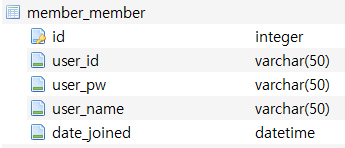 member_member
id integer
user_id varchar(50)
user_pw varchar(50)
user_name varchar(50)
date_joined datetime